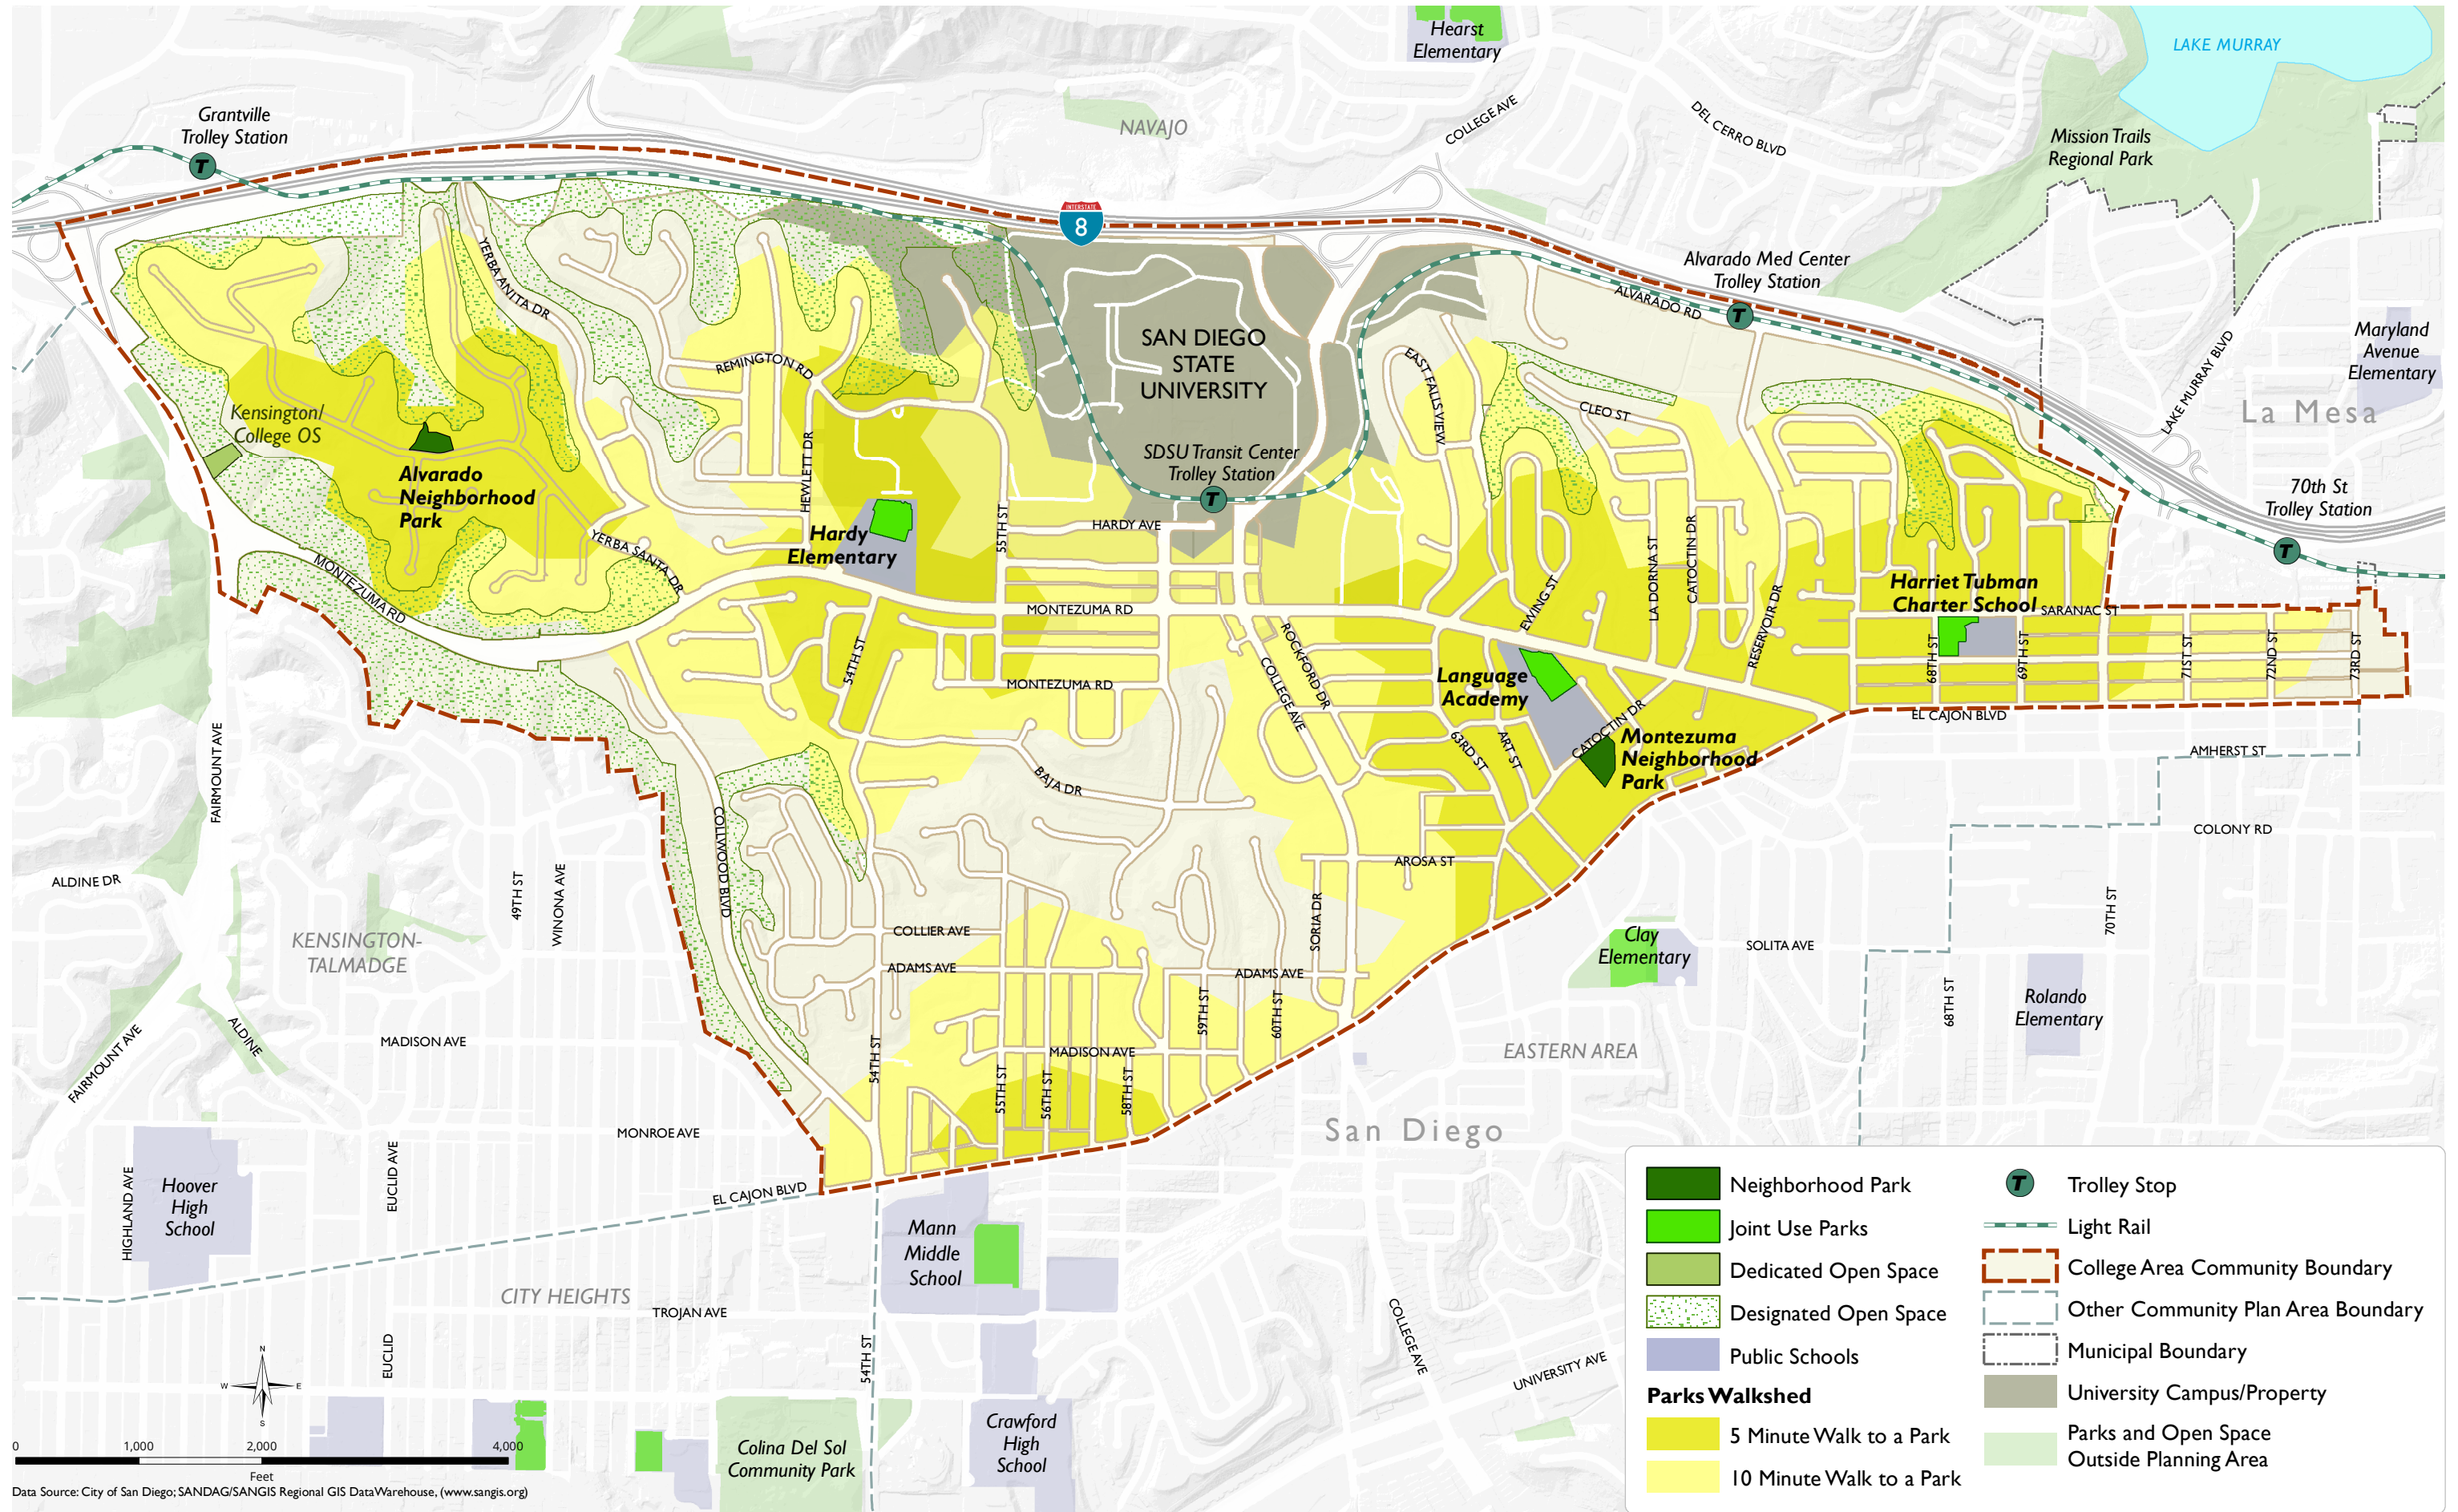 Hearst
Elementary
LAKE MURRAY
Grantville
Trolley Station
NAVAJO
COLLEGE AVE
DEL CERRO BLVD
Mission Trails
Regional Park
INTERSTATE
8
YERBA ANITA DR
Alvarado Med Center
Trolley Station
ALVARADO RD
SAN DIEGO
STATE
UNIVERSITY
Maryland
Avenue
Elementary
LAKE MURRAY BLVD
La Mesa
REMINGTON RD
EAST FALLS VIEW
CLEO ST
Kensington/
College OS
Alvarado
Neighborhood
Park
HEWLETT DR
SDSU Transit Center
Trolley Station
70th St
Trolley Station
55TH ST
HARDY AVE
Hardy
Elementary
YERBA SANTA DR
MONTEZUMA RD
MONTEZUMA RD
EWING ST
LA DORNA ST
CATOCTIN DR
RESERVOIR DR
Harriet Tubman
Charter School
SARANAC ST
54TH ST
MONTEZUMA RD
COLLEGE AVE
ROCKFORD DR
Language
Academy
68TH ST
69TH ST
71ST ST
72ND ST
73RD ST
EL CAJON BLVD
CATOCTIN DR
63RD ST
ART ST
Montezuma
Neighborhood
Park
AMHERST ST
FAIRMOUNT AVE
BAJA DR
COLLWOOD BLVD
COLONY RD
AROSA ST
ALDINE DR
49TH ST
WINONA AVE
70TH ST
KENSINGTON-
TALMADGE
COLLIER AVE
SORIA DR
Clay
Elementary
SOLITA AVE
ADAMS AVE
ADAMS AVE
59TH ST
60TH ST
68TH ST
Rolando
Elementary
FAIRMOUNT AVE
ALDINE
MADISON AVE
54TH ST
MADISON AVE
EASTERN AREA
55TH ST
56TH ST
58TH ST
San Diego
MONROE AVE
HIGHLAND AVE
Hoover
High
School
EUCLID AVE
EL CAJON BLVD
Mann
Middle
School
CITY HEIGHTS
TROJAN AVE
EUCLID
54TH ST
COLLEGE AVE
UNIVERSITY AVE
Crawford
High
School
Colina Del Sol
Community Park
N
W
E
S
0
1,000
2,000
4,000
Feet
Data Source: City of San Diego; SANDAG/SANGIS Regional GIS Data Warehouse, (www.sangis.org)
Neighborhood Park
Joint Use Parks
Dedicated Open Space
Designated Open Space
Public Schools
Parks Walkshed
5 Minute Walk to a Park
10 Minute Walk to a Park
T
Trolley Stop
Light Rail
College Area Community Boundary
Other Community Plan Area Boundary
Municipal Boundary
University Campus/Property
Parks and Open Space
Outside Planning Area